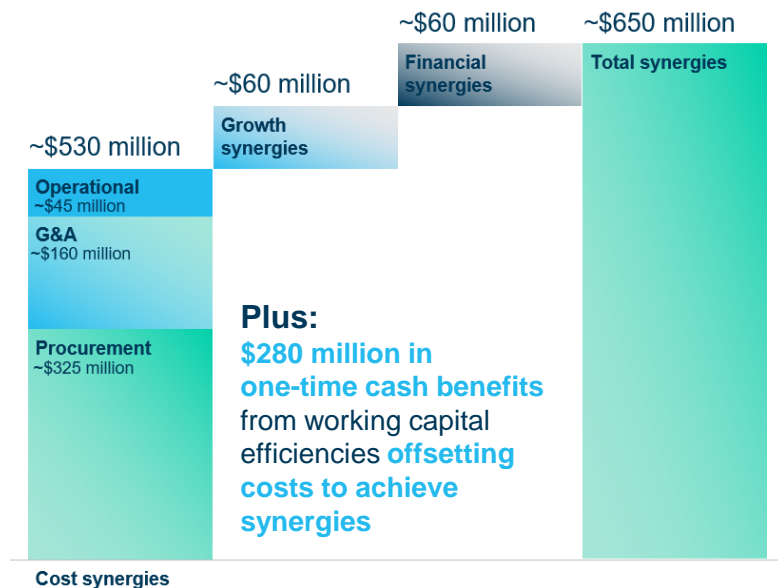 ~$530 million
Operational
~$45 million
G&A
~$160 million
Procurement
~$325 million
Cost synergies
~$60 million
Growth
synergies
~$60 million
Financial
synergies
~$650 million
Total synergies
Plus:
$280 million in
one-time cash benefits
from working capital
efficiencies offsetting
costs to achieve
synergies